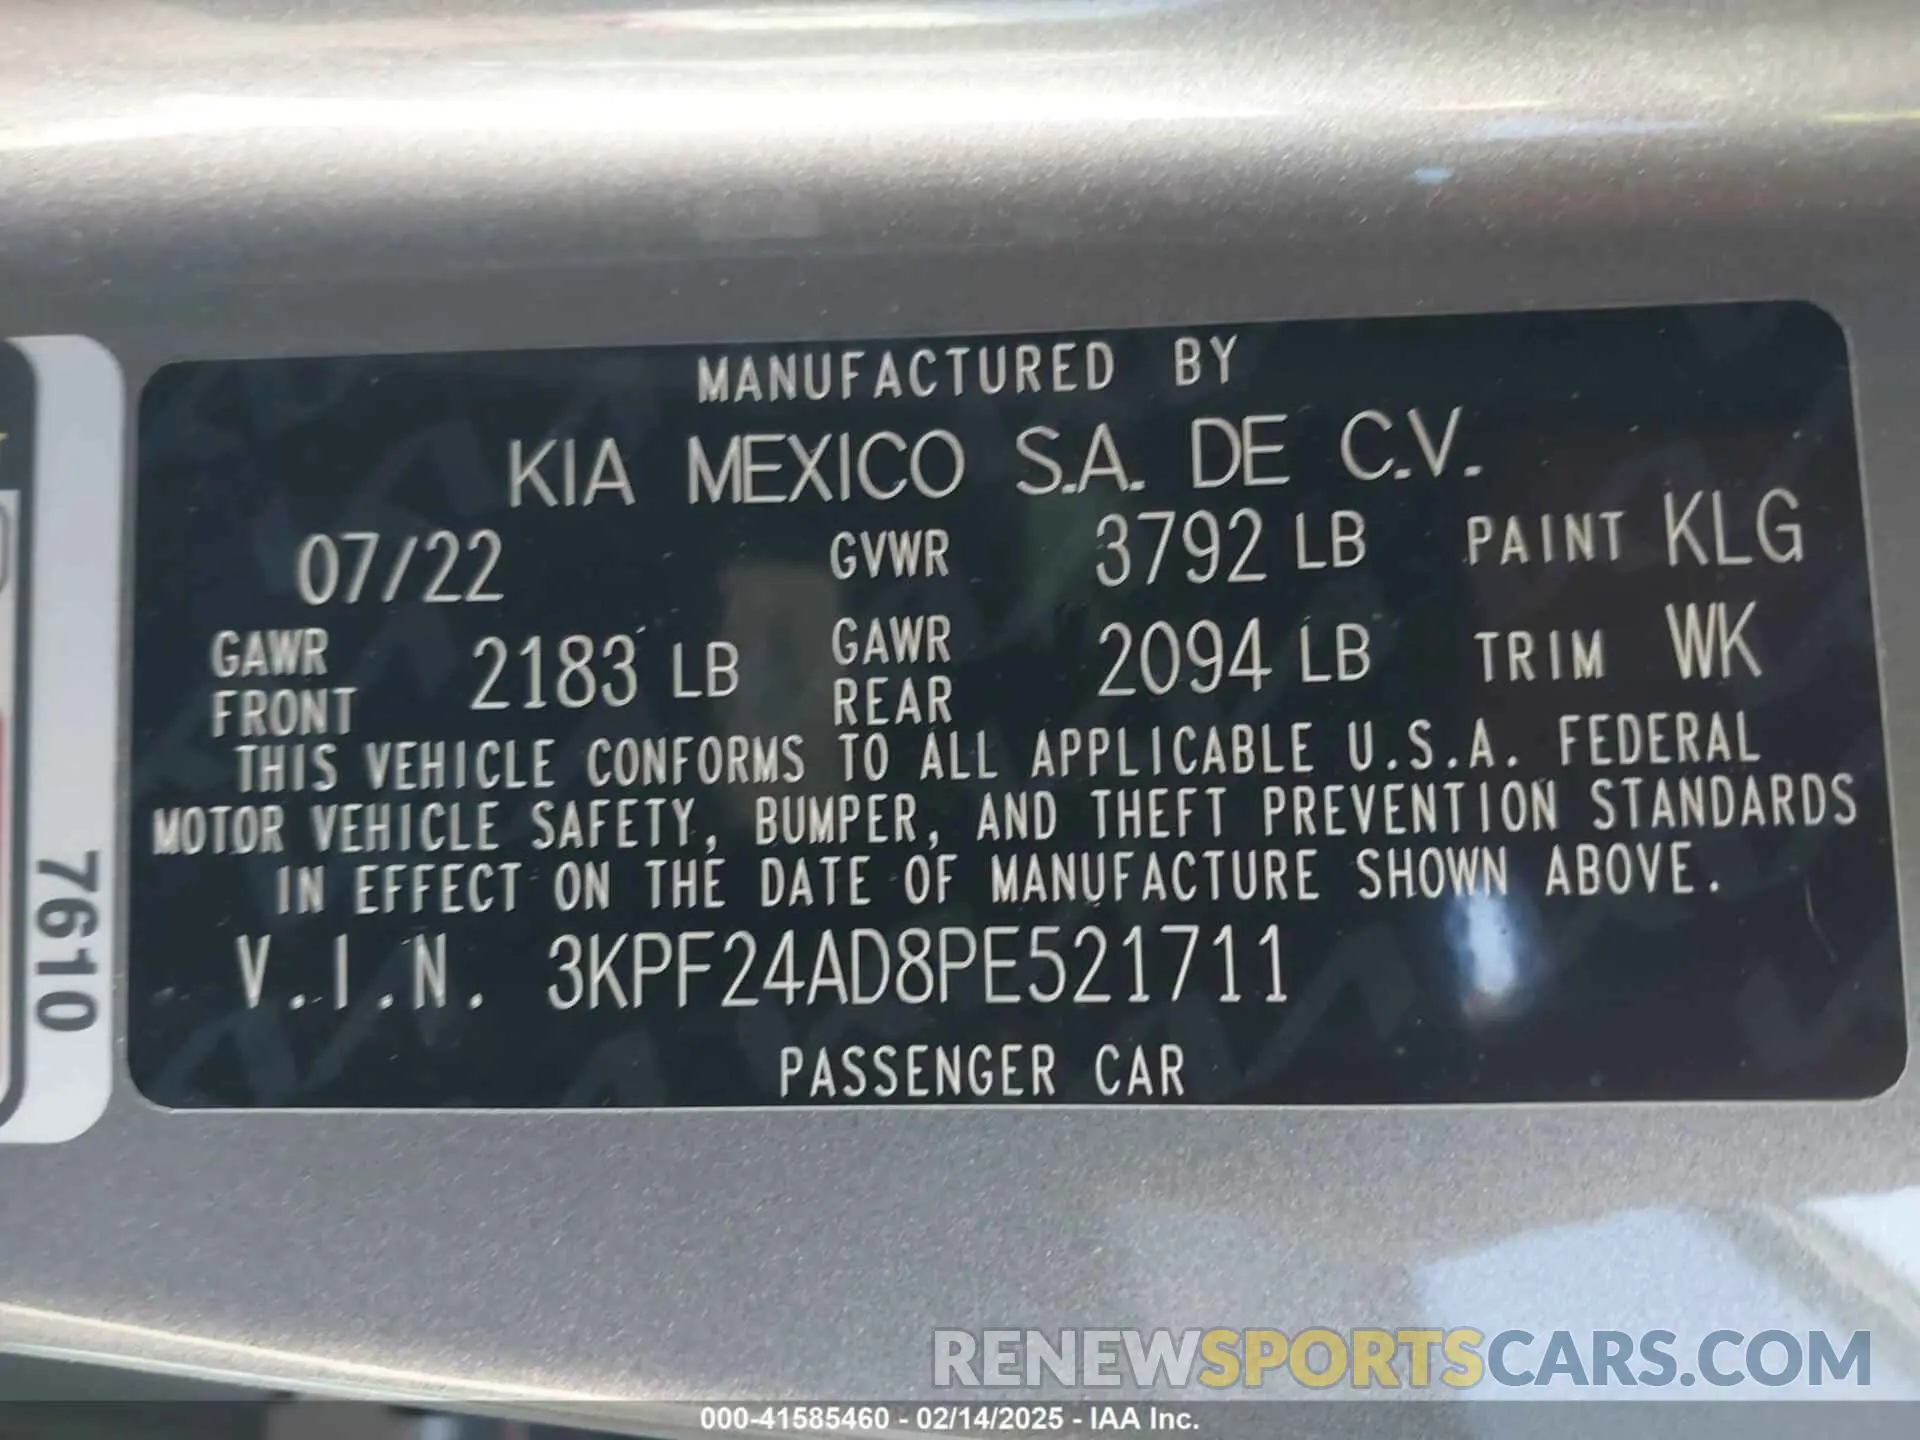 MANUFACTURED BY
KIA MEXICO S.A. DE C.V.
07/22 GVWR 3792 LB PAINT KLG
GAWR FRONT 2183 LB GAWR REAR 2094 LB TRIM WK
THIS VEHICLE CONFORMS TO ALL APPLICABLE U.S.A. FEDERAL
MOTOR VEHICLE SAFETY, BUMPER, AND THEFT PREVENTION STANDARDS
IN EFFECT ON THE DATE OF MANUFACTURE SHOWN ABOVE.
V.I.N. 3KPF24AD8PE521711
PASSENGER CAR
7610
RENEWSPORTSCARS.COM
000-41585460 - 02/14/2025 - IAA Inc.